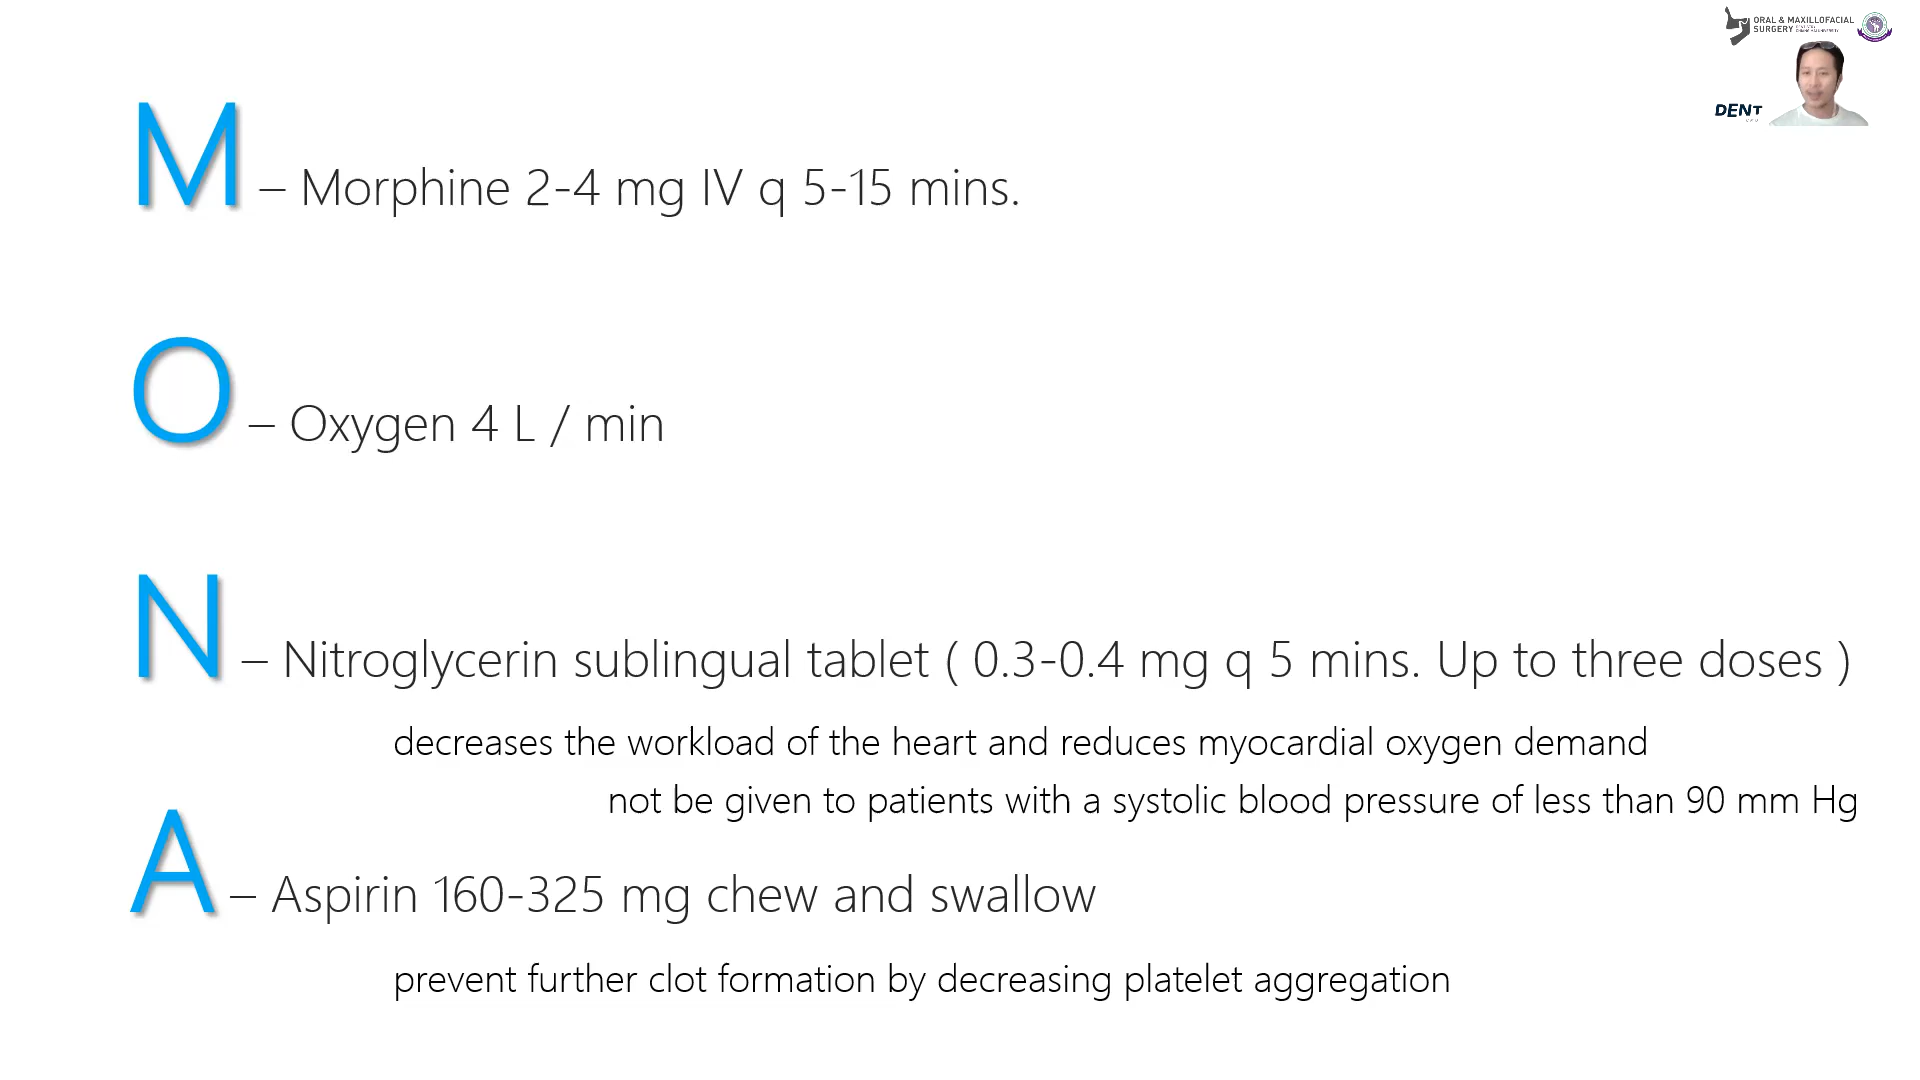 ORAL & MAXILLOFACIAL
SURGERY
DENT
M – Morphine 2-4 mg IV q 5-15 mins.
O – Oxygen 4 L / min
N – Nitroglycerin sublingual tablet ( 0.3-0.4 mg q 5 mins. Up to three doses )
decreases the workload of the heart and reduces myocardial oxygen demand
not be given to patients with a systolic blood pressure of less than 90 mm Hg
A – Aspirin 160-325 mg chew and swallow
prevent further clot formation by decreasing platelet aggregation